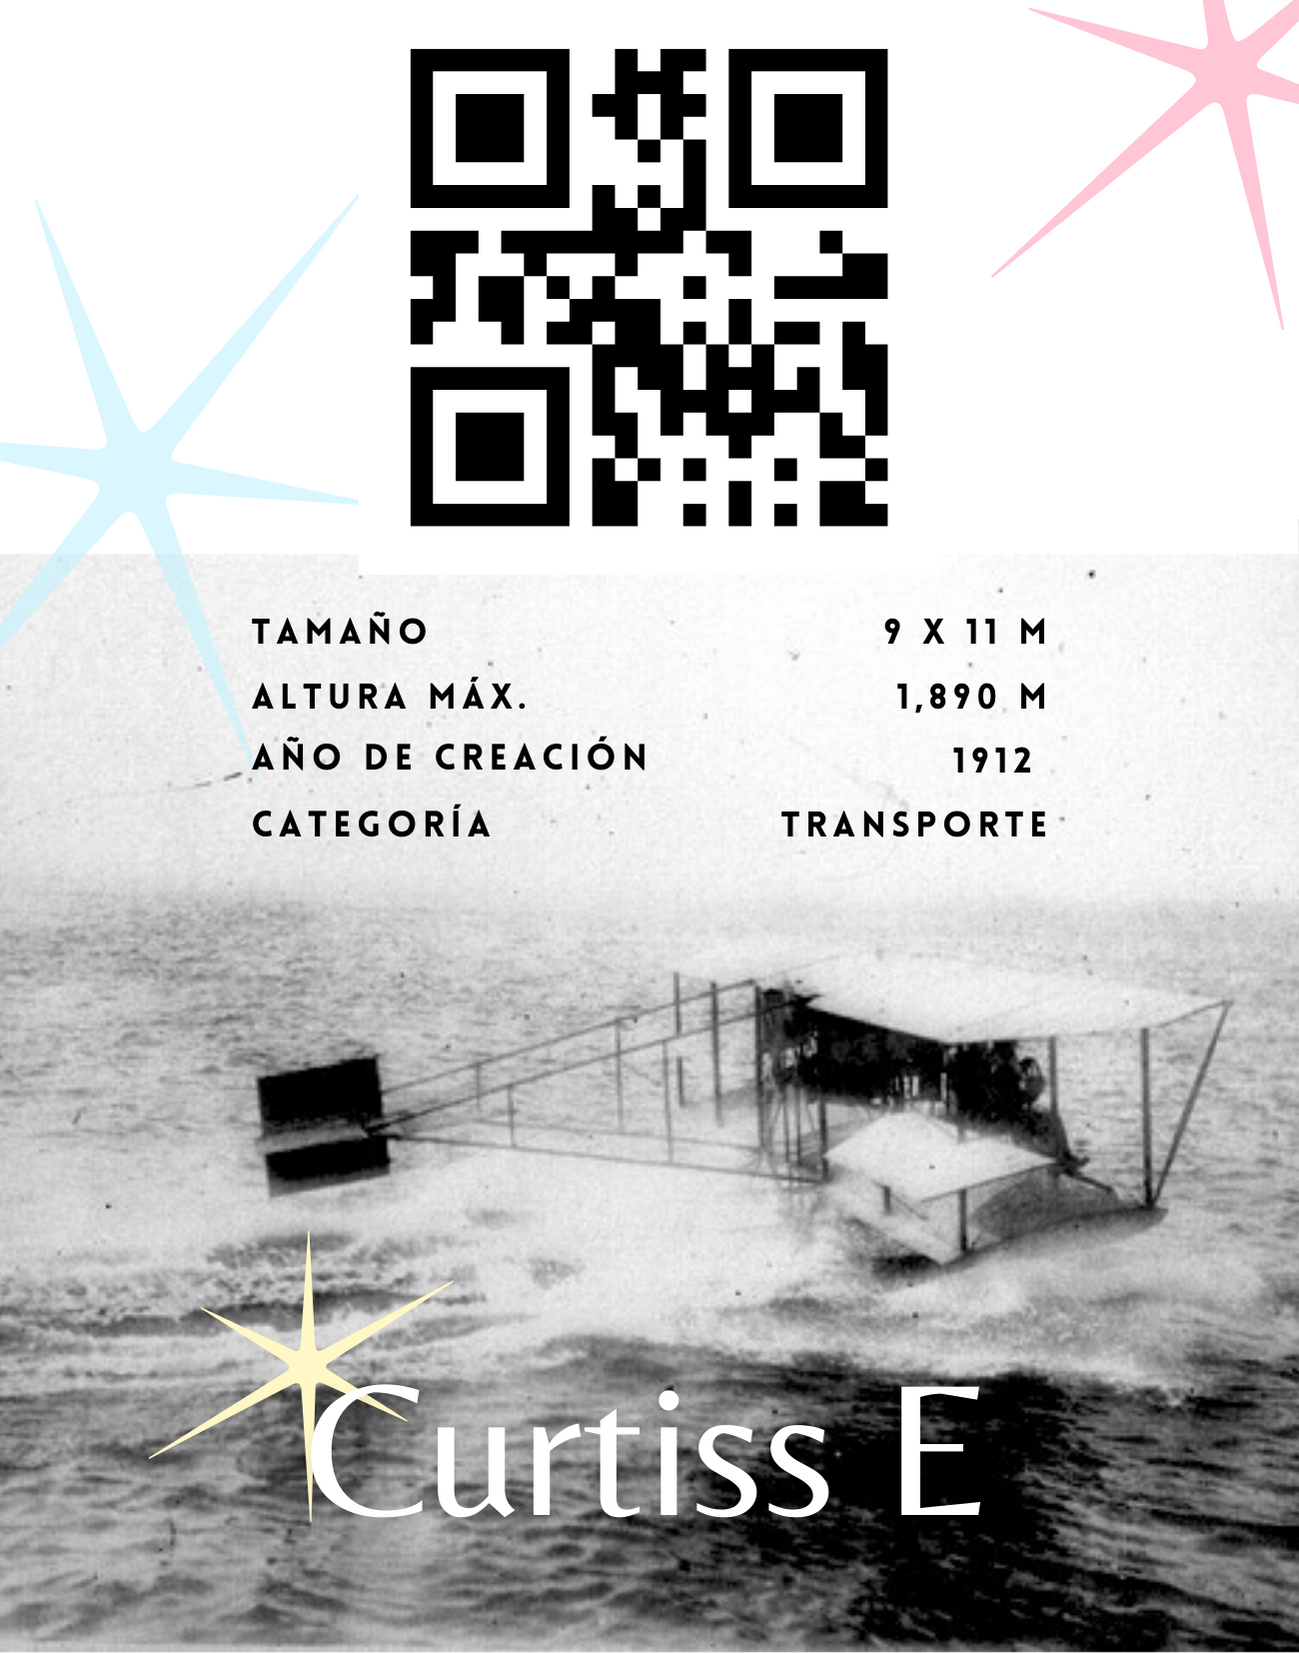 TAMAÑO 9 X 11 M
ALTURA MÁX. 1,890 M
AÑO DE CREACIÓN 1912
CATEGORÍA TRANSPORTE
Curtiss E